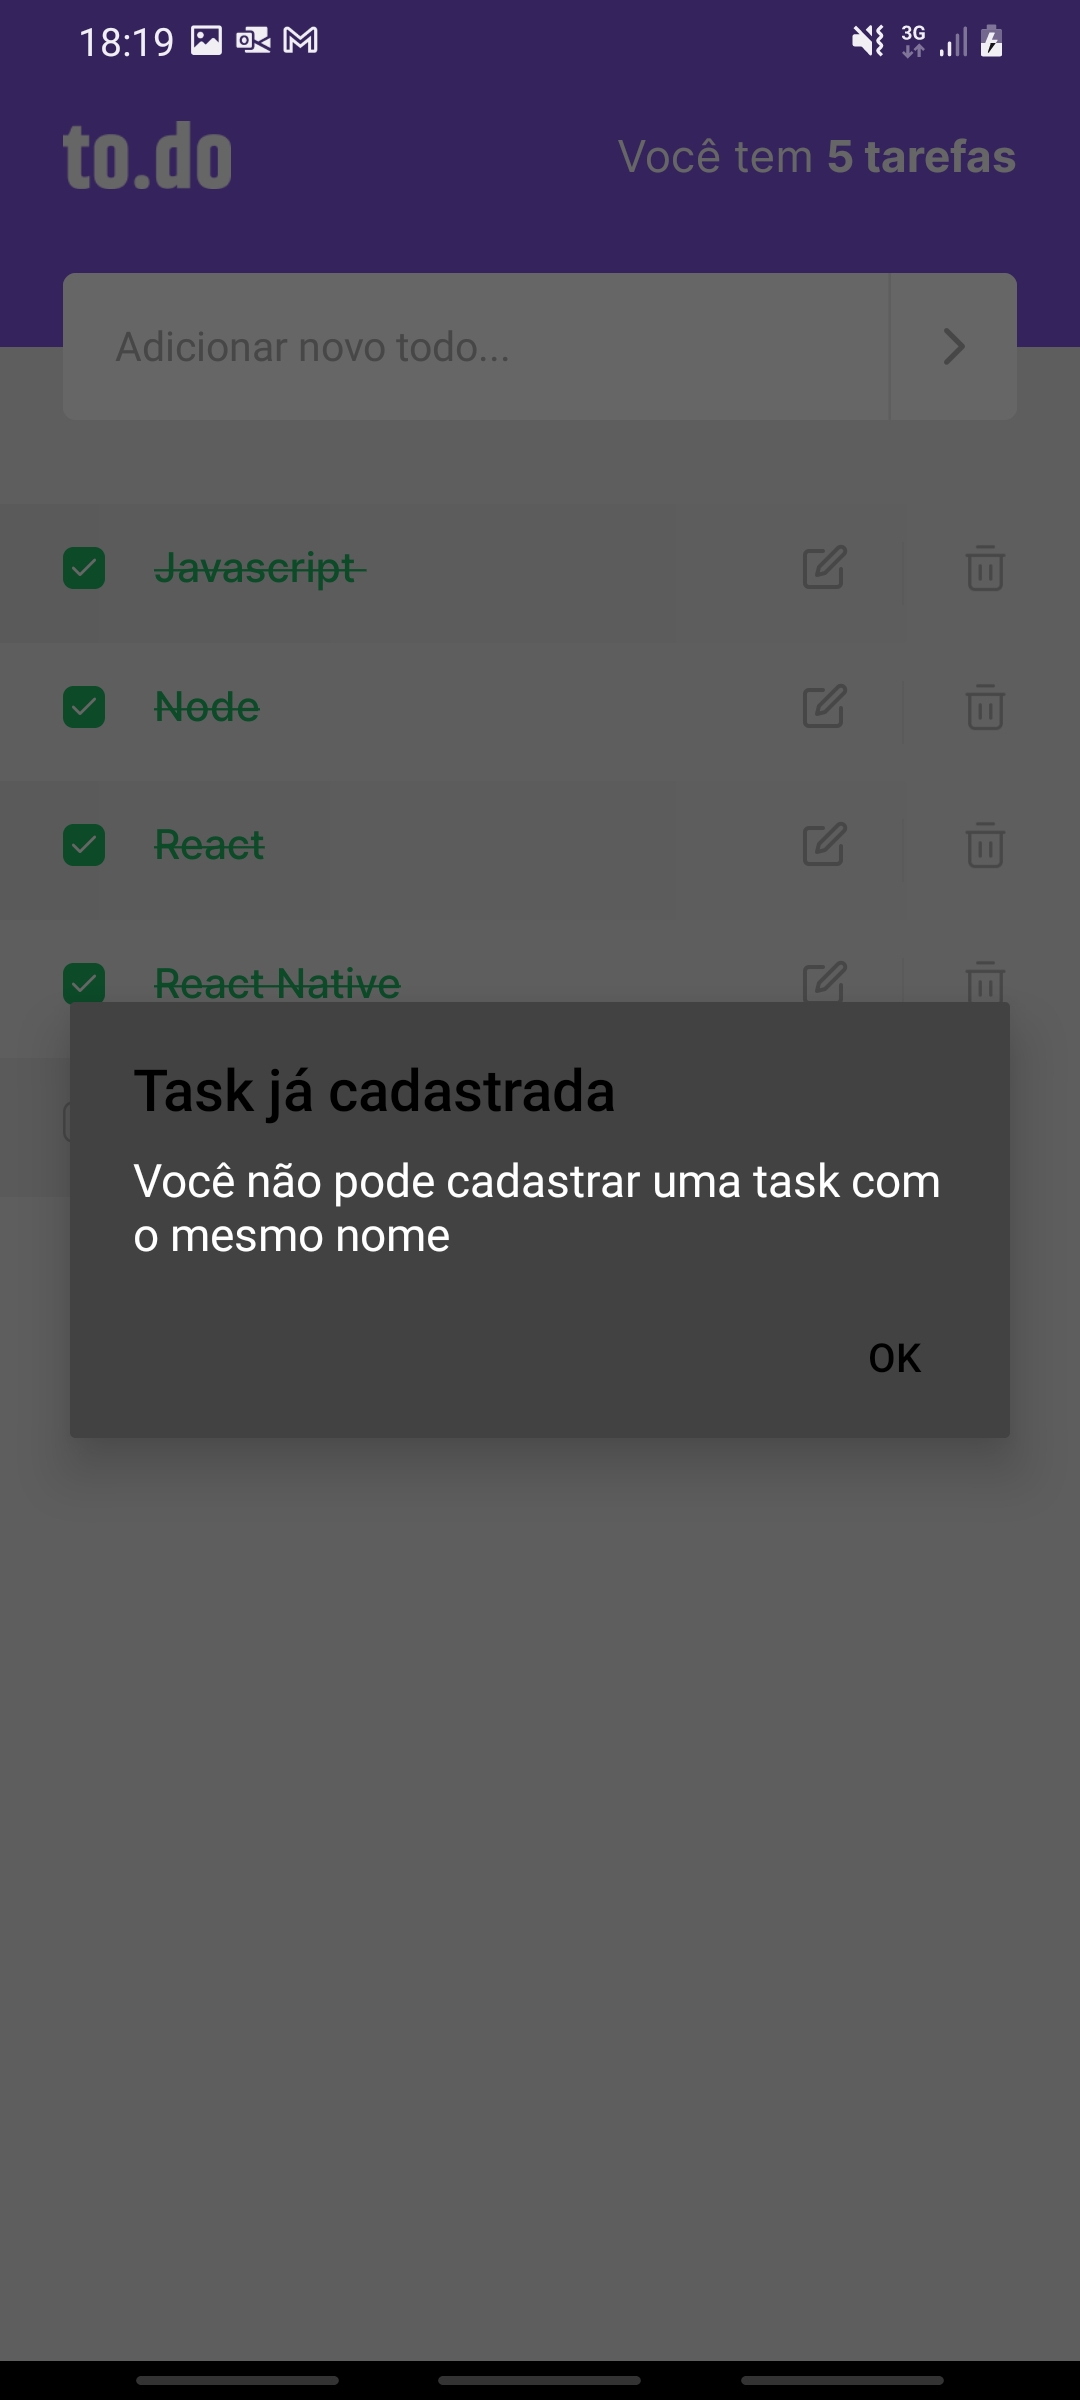 18:19
3G
to.do
Você tem 5 tarefas
Adicionar novo todo...
Javascript
Node
React
React Native
Task já cadastrada
Você não pode cadastrar uma task com
o mesmo nome
OK